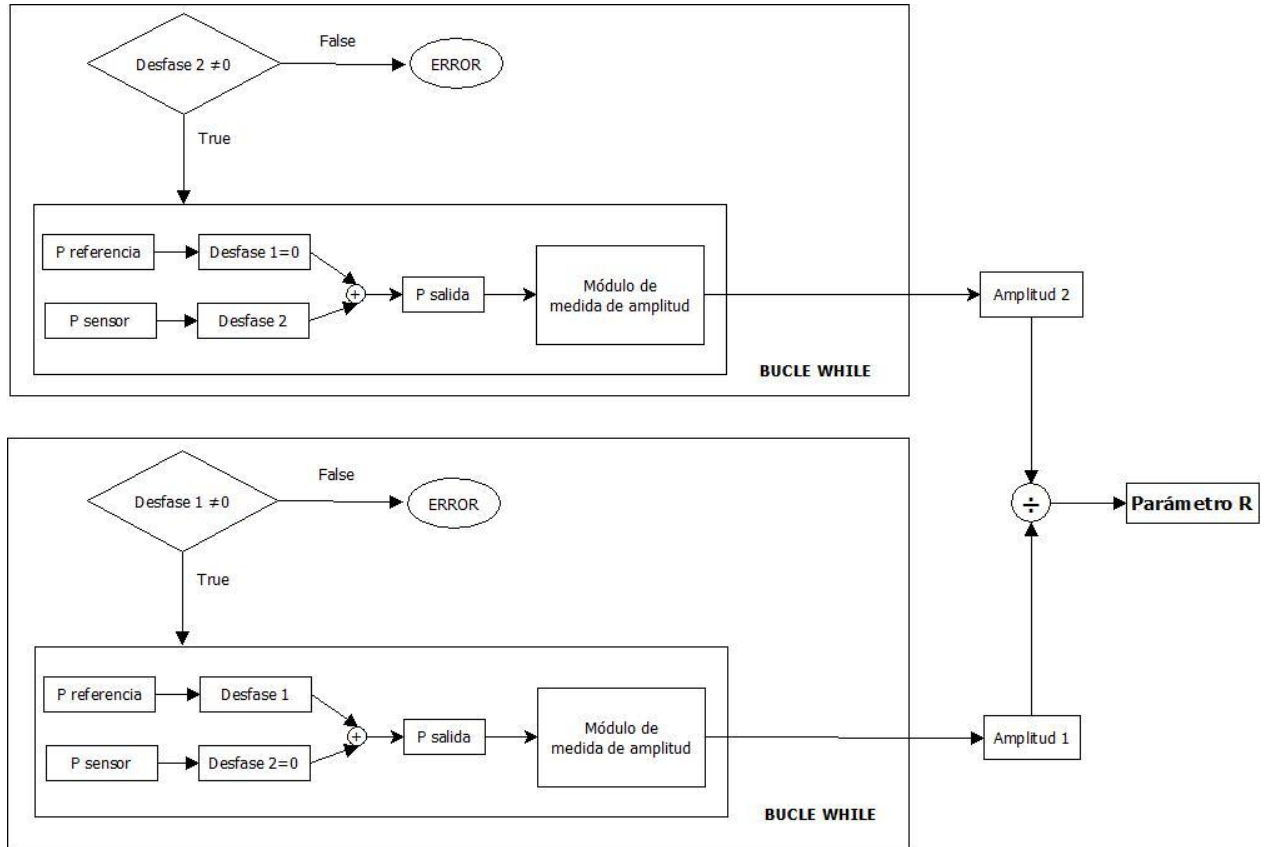 False
Desfase 2 ≠0
ERROR
True
P referencia
Desfase 1=0
P sensor
Desfase 2
+
P salida
Módulo de
medida de amplitud
BUCLE WHILE
Amplitud 2
False
Desfase 1 ≠0
ERROR
True
÷
Parámetro R
P referencia
Desfase 1
P sensor
Desfase 2=0
+
P salida
Módulo de
medida de amplitud
BUCLE WHILE
Amplitud 1